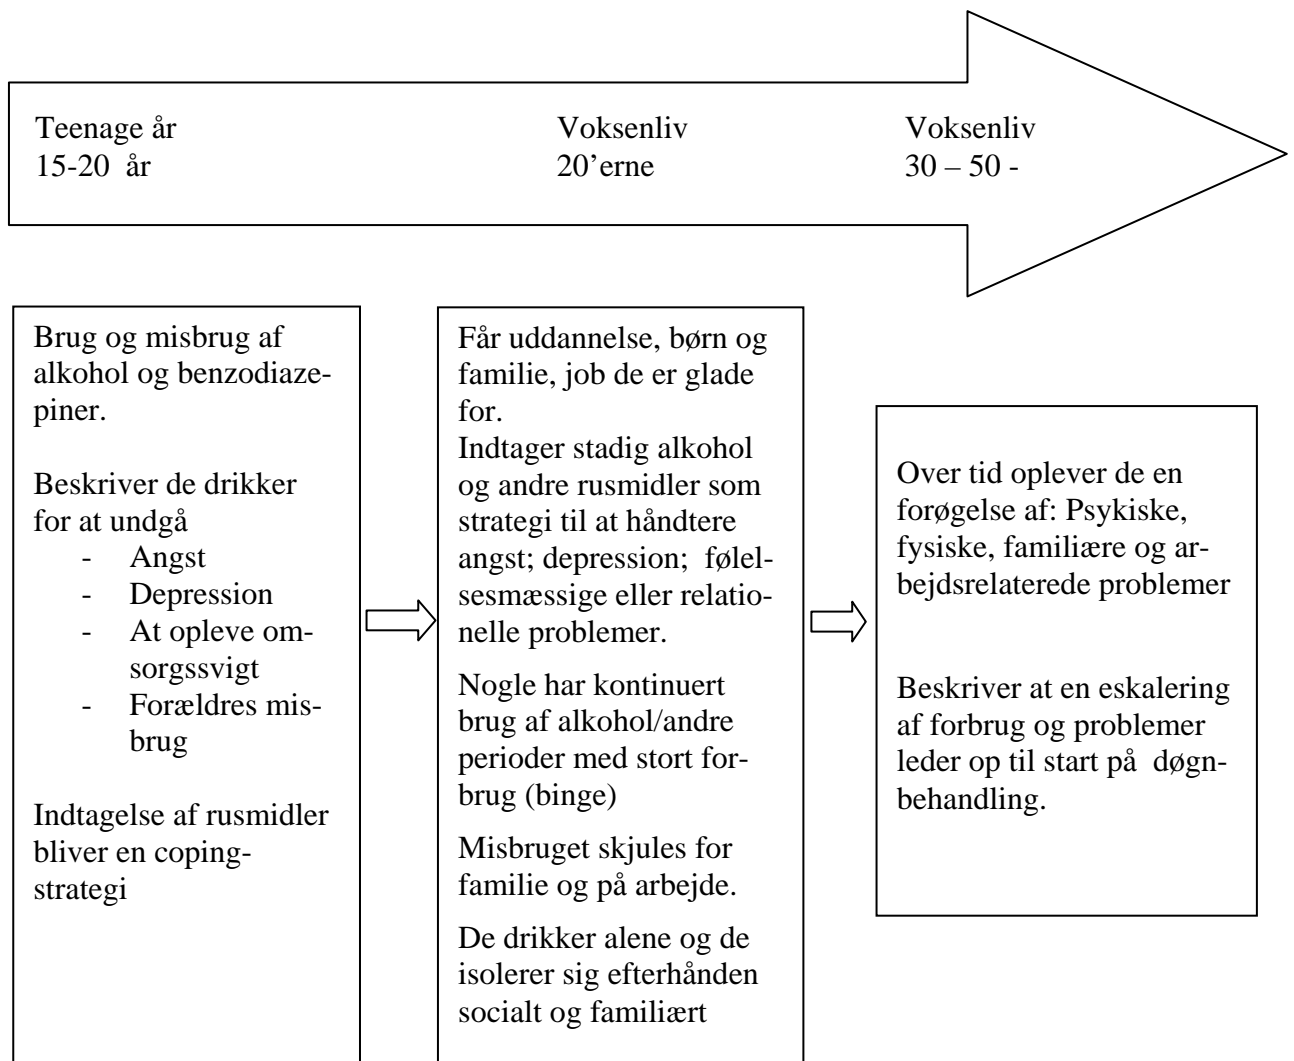 Teenage år
15-20 år
Voksenliv
20’erne
Voksenliv
30 – 50 -
Brug og misbrug af
alkohol og benzodiaze-
piner.
Beskriver de drikker
for at undgå
- Angst
- Depression
- At opleve om-
sorgssvigt
- Forældres mis-
brug
Indtagelse af rusmidler
bliver en coping-
strategi
Får uddannelse, børn og
familie, job de er glade
for.
Indtager stadig alkohol
og andre rusmidler som
strategi til at håndtere
angst; depression; følel-
sesmæssige eller relatio-
nelle problemer.
Nogle har kontinuert
brug af alkohol/andre
perioder med stort for-
brug (binge)
Misbruget skjules for
familie og på arbejde.
De drikker alene og de
isolerer sig efterhånden
socialt og familiært
Over tid oplever de en
forøgelse af: Psykiske,
fysiske, familiære og ar-
bejdsrelaterede problemer
Beskriver at en eskalering
af forbrug og problemer
leder op til start på døgn-
behandling.